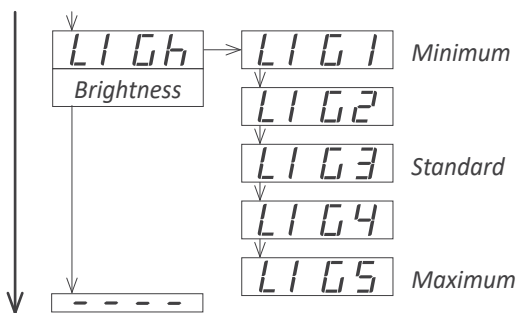 LIGh LIG1 Minimum
Brightness
LIG2
LIG3 Standard
LIG4
LIG5 Maximum
----